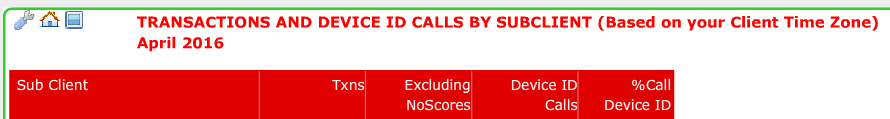 TRANSACTIONS AND DEVICE ID CALLS BY SUBCLIENT (Based on your Client Time Zone)
April 2016
Sub Client Txns Excluding Device ID %Call
NoScores Calls Device ID